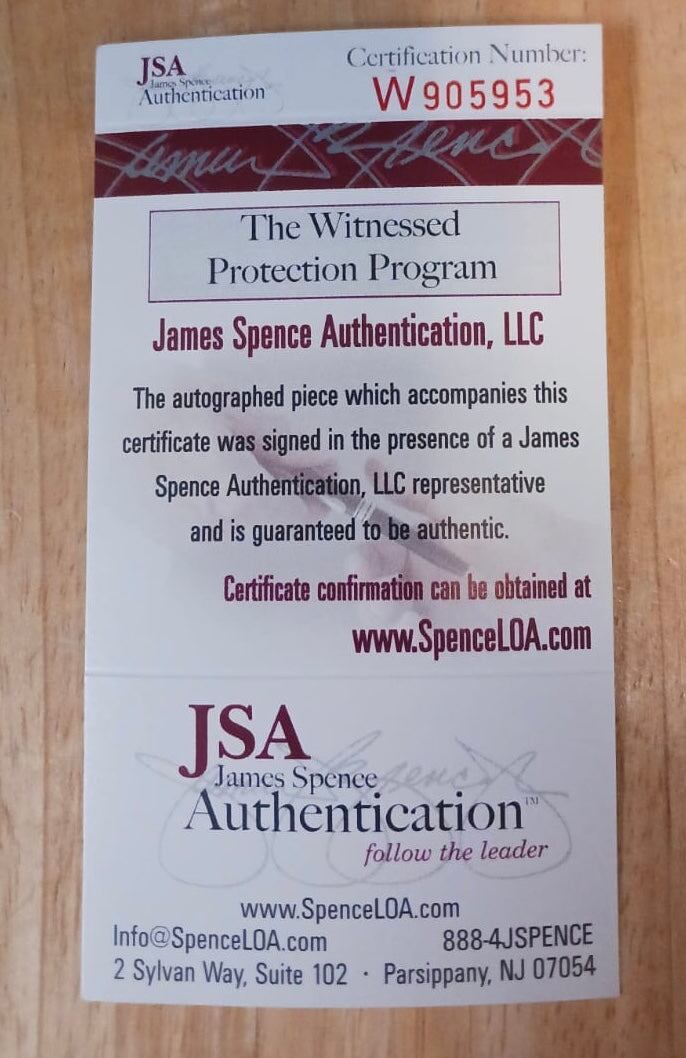 JSA
James Spence
Authentication
Certification Number:
W905953
James Spence
The Witnessed
Protection Program
James Spence Authentication, LLC
The autographed piece which accompanies this
certificate was signed in the presence of a James
Spence Authentication, LLC representative
and is guaranteed to be authentic.
Certificate confirmation can be obtained at
www.SpenceLOA.com
JSA
James Spence
Authentication™
follow the leader
www.SpenceLOA.com
Info@SpenceLOA.com 888-4JSPENCE
2 Sylvan Way, Suite 102 · Parsippany, NJ 07054